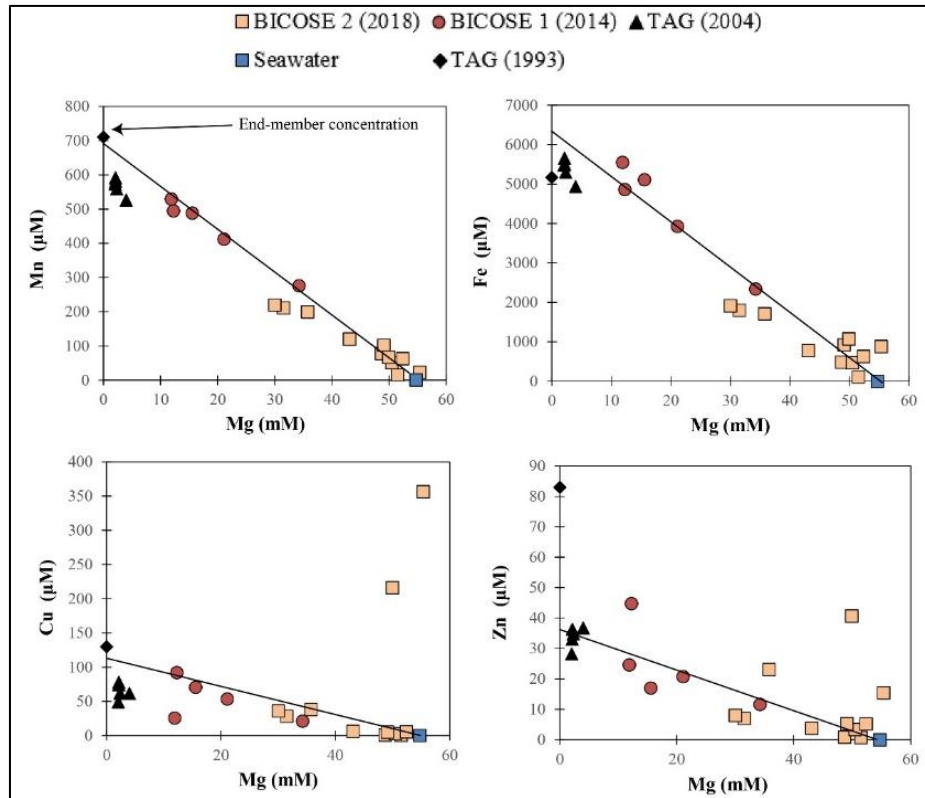 BICOSE 2 (2018) BICOSE 1 (2014) TAG (2004)
Seawater TAG (1993)
800
700
600
500
400
300
200
100
0
Mn (µM)
End-member concentration
0 10 20 30 40 50 60
Mg (mM)
7000
6000
5000
4000
3000
2000
1000
0
Fe (µM)
0 10 20 30 40 50 60
Mg (mM)
400
350
300
250
200
150
100
50
0
Cu (µM)
0 20 40 60
Mg (mM)
90
80
70
60
50
40
30
20
10
0
Zn (µM)
0 20 40 60
Mg (mM)